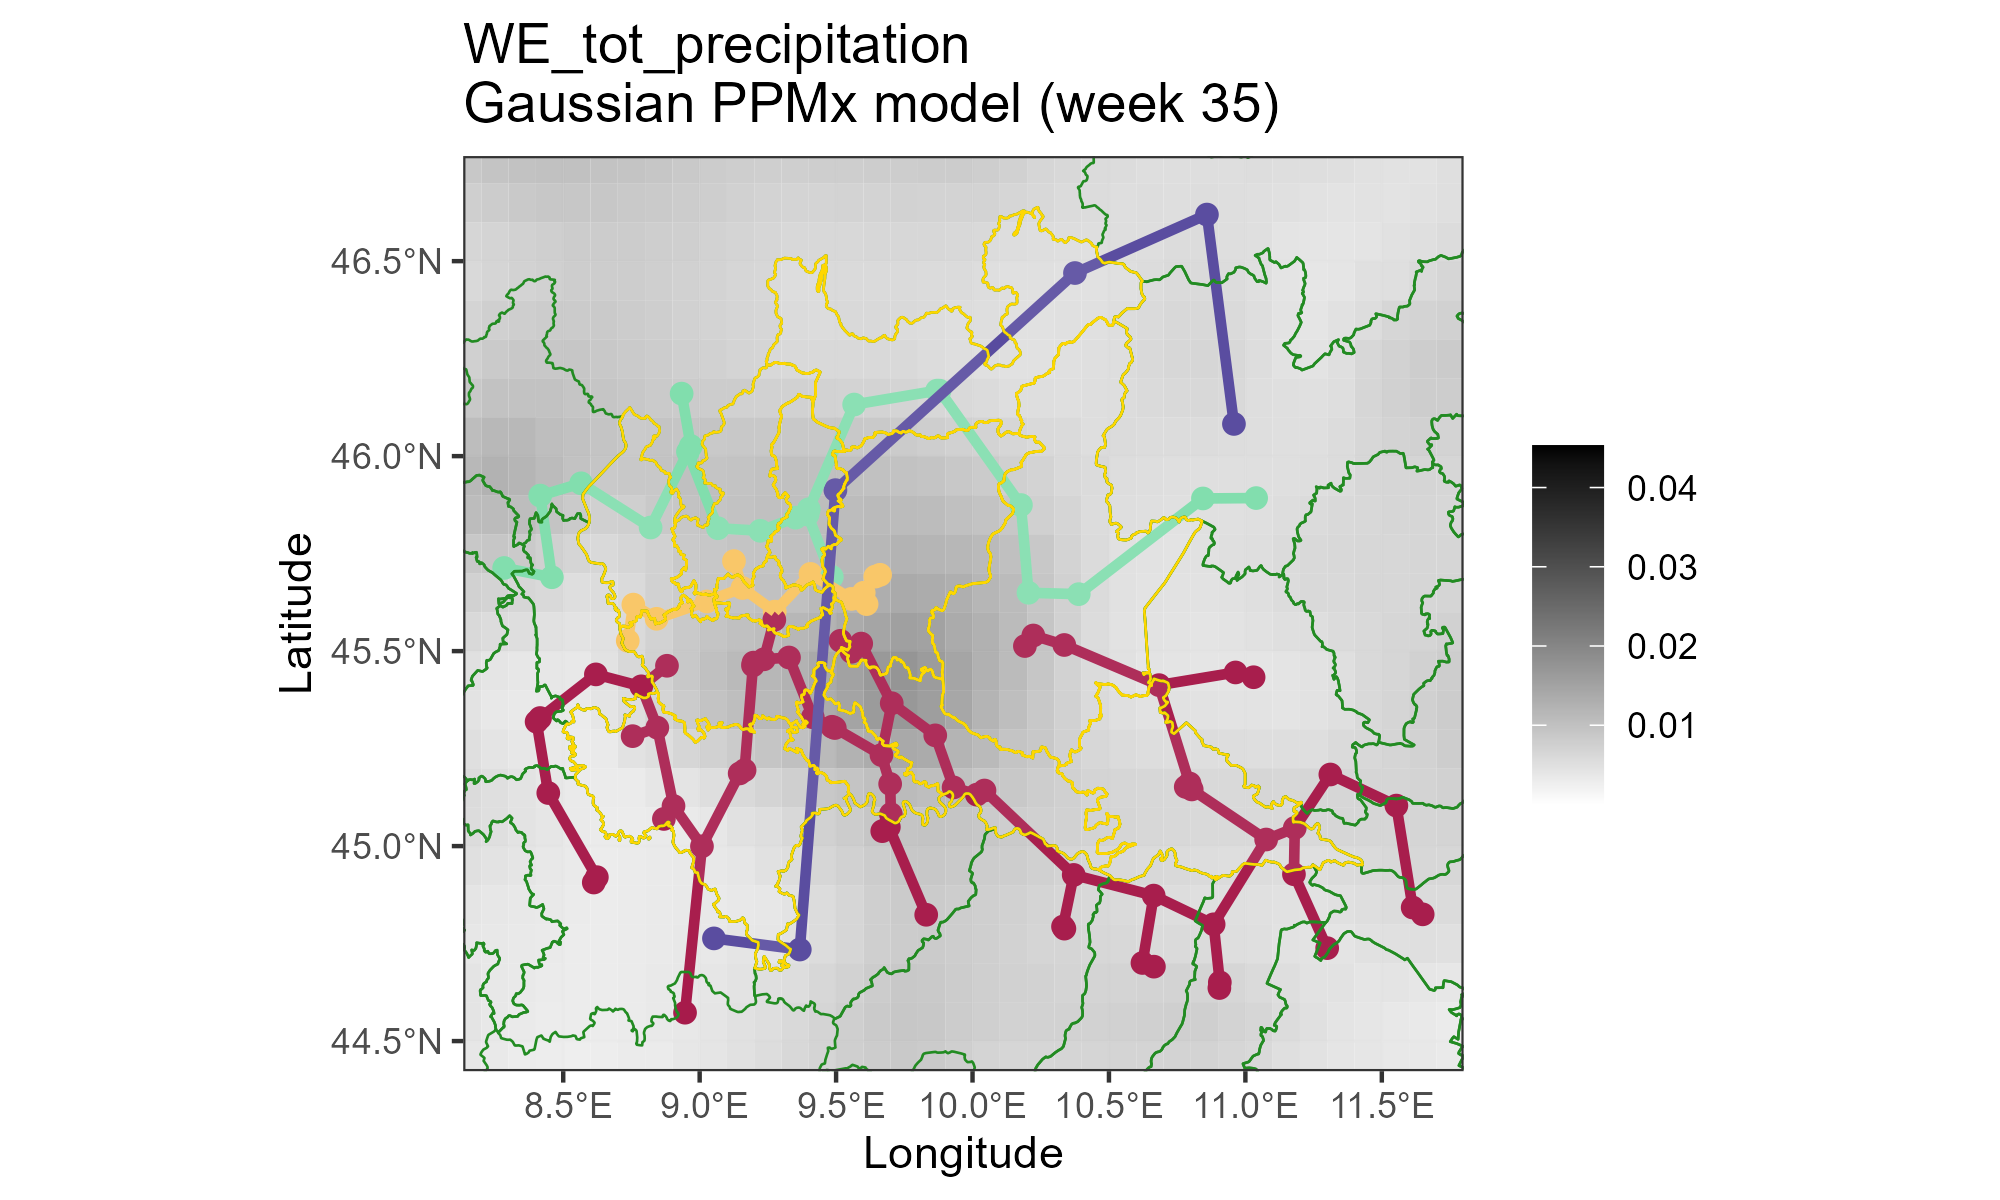 WE_tot_precipitation
Gaussian PPMx model (week 35)
46.5°N
46.0°N
45.5°N
45.0°N
44.5°N
Latitude
8.5°E 9.0°E 9.5°E 10.0°E 10.5°E 11.0°E 11.5°E
Longitude
0.04
0.03
0.02
0.01